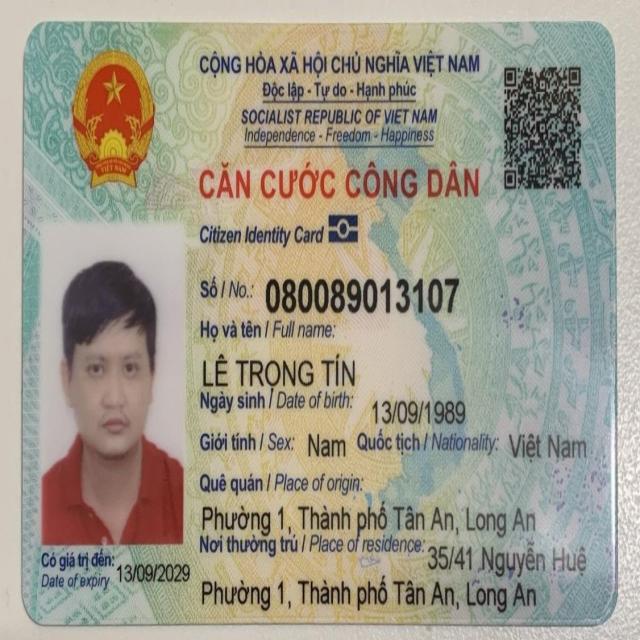 CỘNG HÒA XÃ HỘI CHỦ NGHĨA VIỆT NAM
Độc lập - Tự do - Hạnh phúc
SOCIALIST REPUBLIC OF VIET NAM
Independence - Freedom - Happiness
CĂN CƯỚC CÔNG DÂN
Citizen Identity Card
Số / No.: 080089013107
Họ và tên / Full name:
LÊ TRỌNG TÍN
Ngày sinh / Date of birth: 13/09/1989
Giới tính / Sex: Nam Quốc tịch / Nationality: Việt Nam
Quê quán / Place of origin:
Phường 1, Thành phố Tân An, Long An
Nơi thường trú / Place of residence: 35/41 Nguyễn Huệ
Phường 1, Thành phố Tân An, Long An
Có giá trị đến: 13/09/2029
Date of expiry